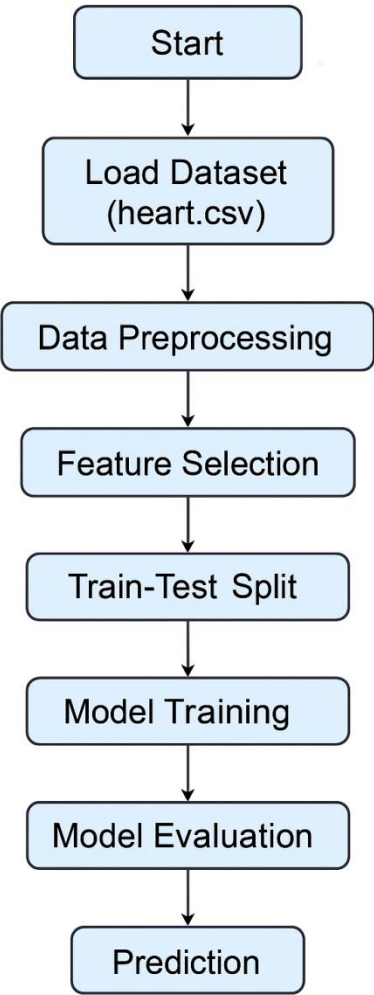 Start
Load Dataset
(heart.csv)
Data Preprocessing
Feature Selection
Train-Test Split
Model Training
Model Evaluation
Prediction